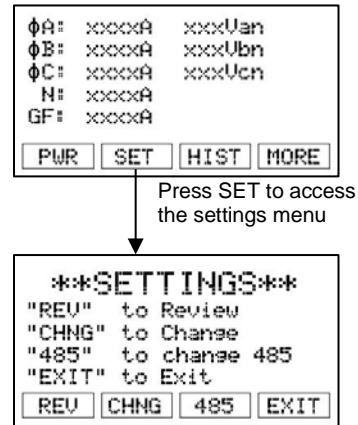 ϕA: xxxxA xxxVan
ϕB: xxxxA xxxVbn
ϕC: xxxxA xxxVcn
N: xxxxA
GF: xxxxA
PWR SET HIST MORE
Press SET to access
the settings menu
**SETTINGS**
"REV" to Review
"CHNG" to Change
"485" to change 485
"EXIT" to Exit
REV CHNG 485 EXIT